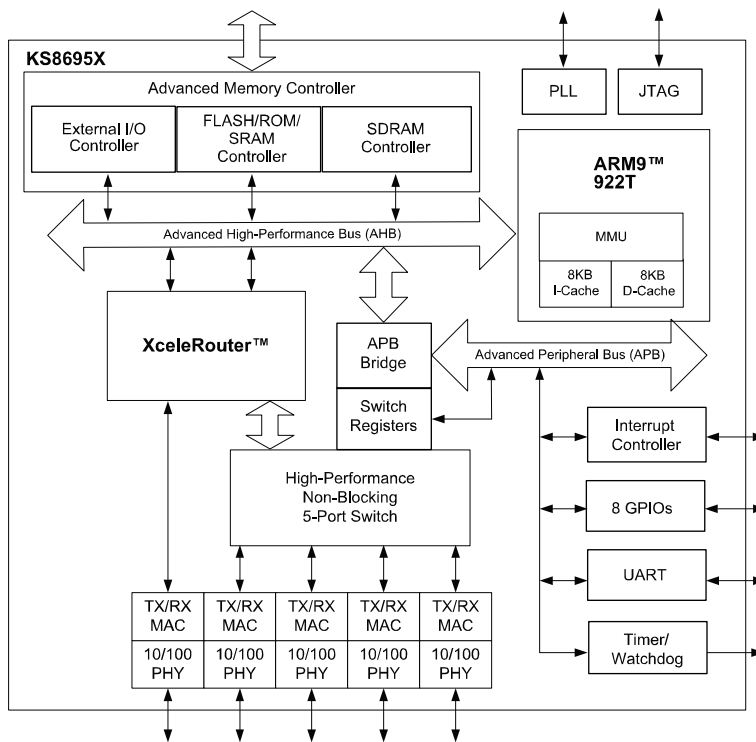 KS8695X
Advanced Memory Controller
External I/O
Controller
FLASH/ROM/
SRAM
Controller
SDRAM
Controller
PLL
JTAG
ARM9™
922T
MMU
8KB
I-Cache
8KB
D-Cache
Advanced High-Performance Bus (AHB)
XceleRouter™
APB
Bridge
Advanced Peripheral Bus (APB)
Switch
Registers
High-Performance
Non-Blocking
5-Port Switch
Interrupt
Controller
8 GPIOs
UART
Timer/
Watchdog
TX/RX
MAC
TX/RX
MAC
TX/RX
MAC
TX/RX
MAC
TX/RX
MAC
10/100
PHY
10/100
PHY
10/100
PHY
10/100
PHY
10/100
PHY